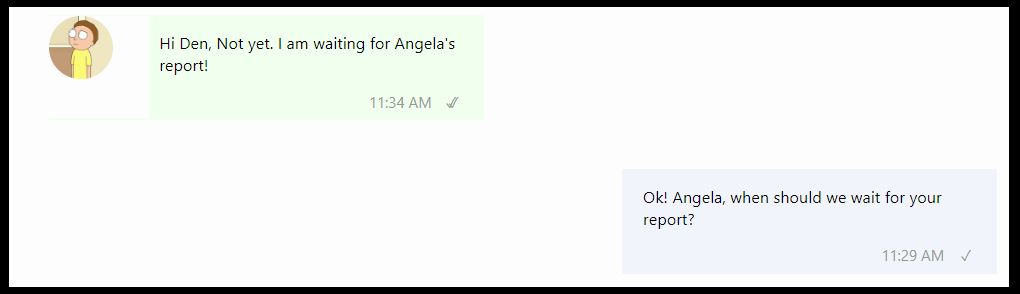 Hi Den, Not yet. I am waiting for Angela's
report!
11:34 AM ✓✓
Ok! Angela, when should we wait for your
report?
11:29 AM ✓